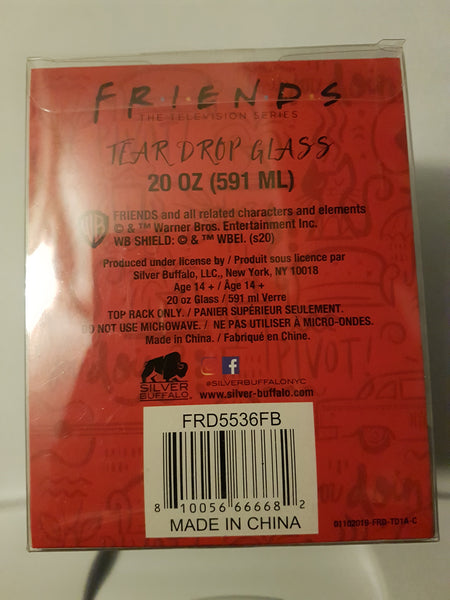 F.R.I.E.N.D.S
THE TELEVISION SERIES
TEAR DROP GLASS
20 OZ (591 ML)
WB
FRIENDS and all related characters and elements
© & ™ Warner Bros. Entertainment Inc.
WB SHIELD: © & ™ WBEI. (s20)
Produced under license by / Produit sous licence par
Silver Buffalo, LLC., New York, NY 10018
Age 14 + / Âge 14 +
20 oz Glass / 591 ml Verre
TOP RACK ONLY. / PANIER SUPÉRIEUR SEULEMENT.
DO NOT USE MICROWAVE. / NE PAS UTILISER À MICRO-ONDES.
Made in China. / Fabriqué en Chine.
PIVOT!
SILVER
BUFFALO
f
@SILVERBUFFALONYC
www.silver-buffalo.com
FRD5536FB
8 10056 66668 2
MADE IN CHINA